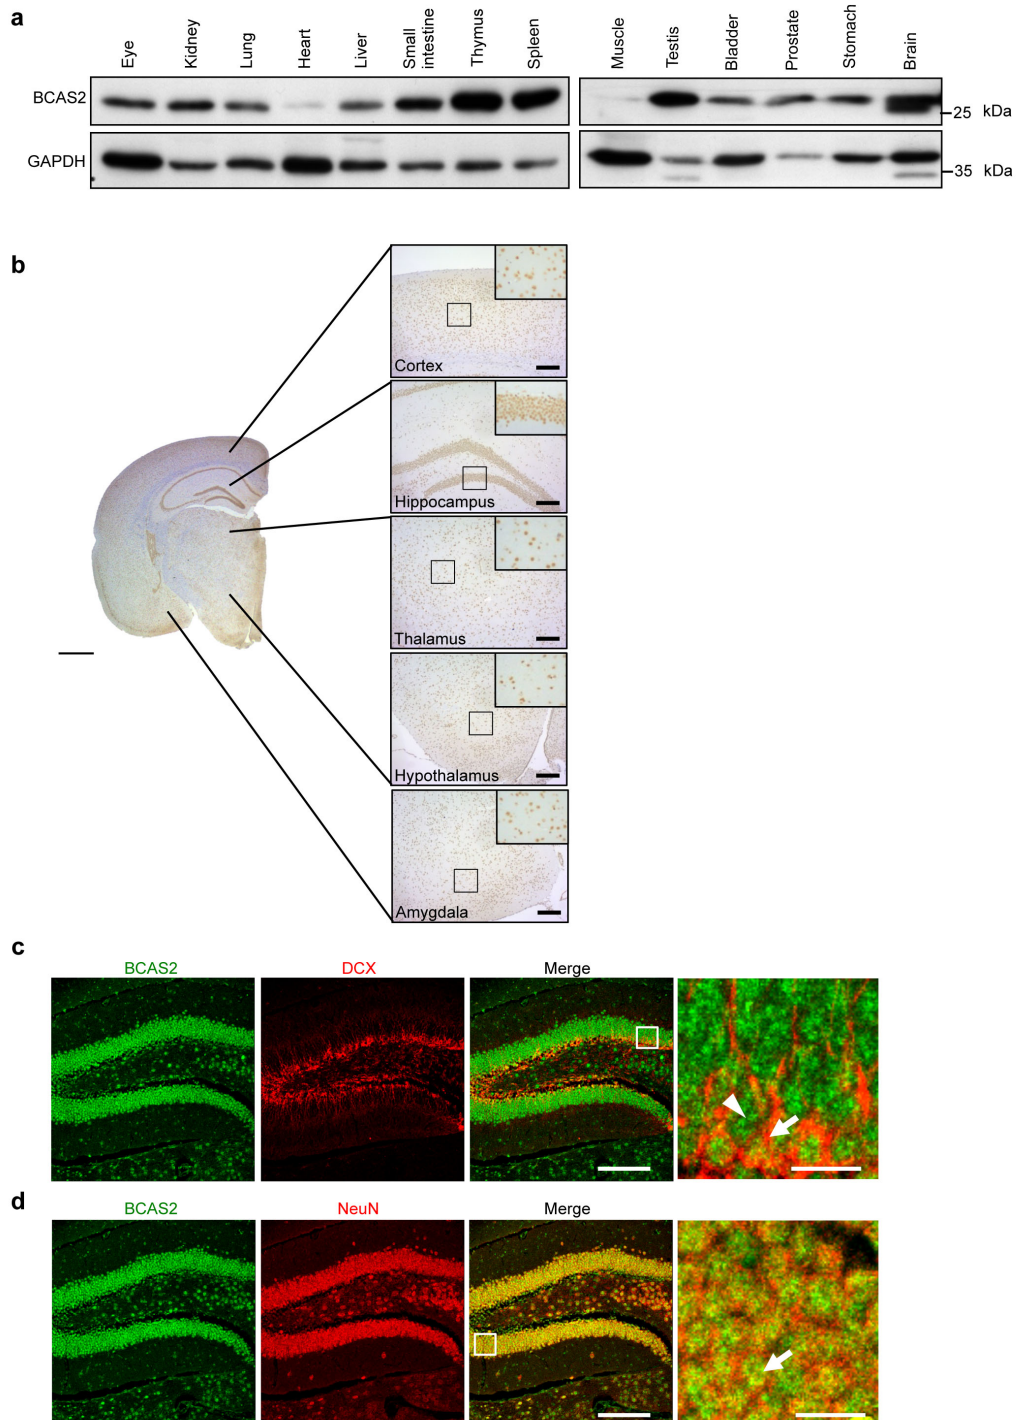 a
Eye Kidney Lung Heart Liver Small intestine Thymus Spleen Muscle Testis Bladder Prostate Stomach Brain
BCAS2
25 kDa
GAPDH
35 kDa
b
Cortex
Hippocampus
Thalamus
Hypothalamus
Amygdala
c
BCAS2 DCX Merge
d
BCAS2 NeuN Merge